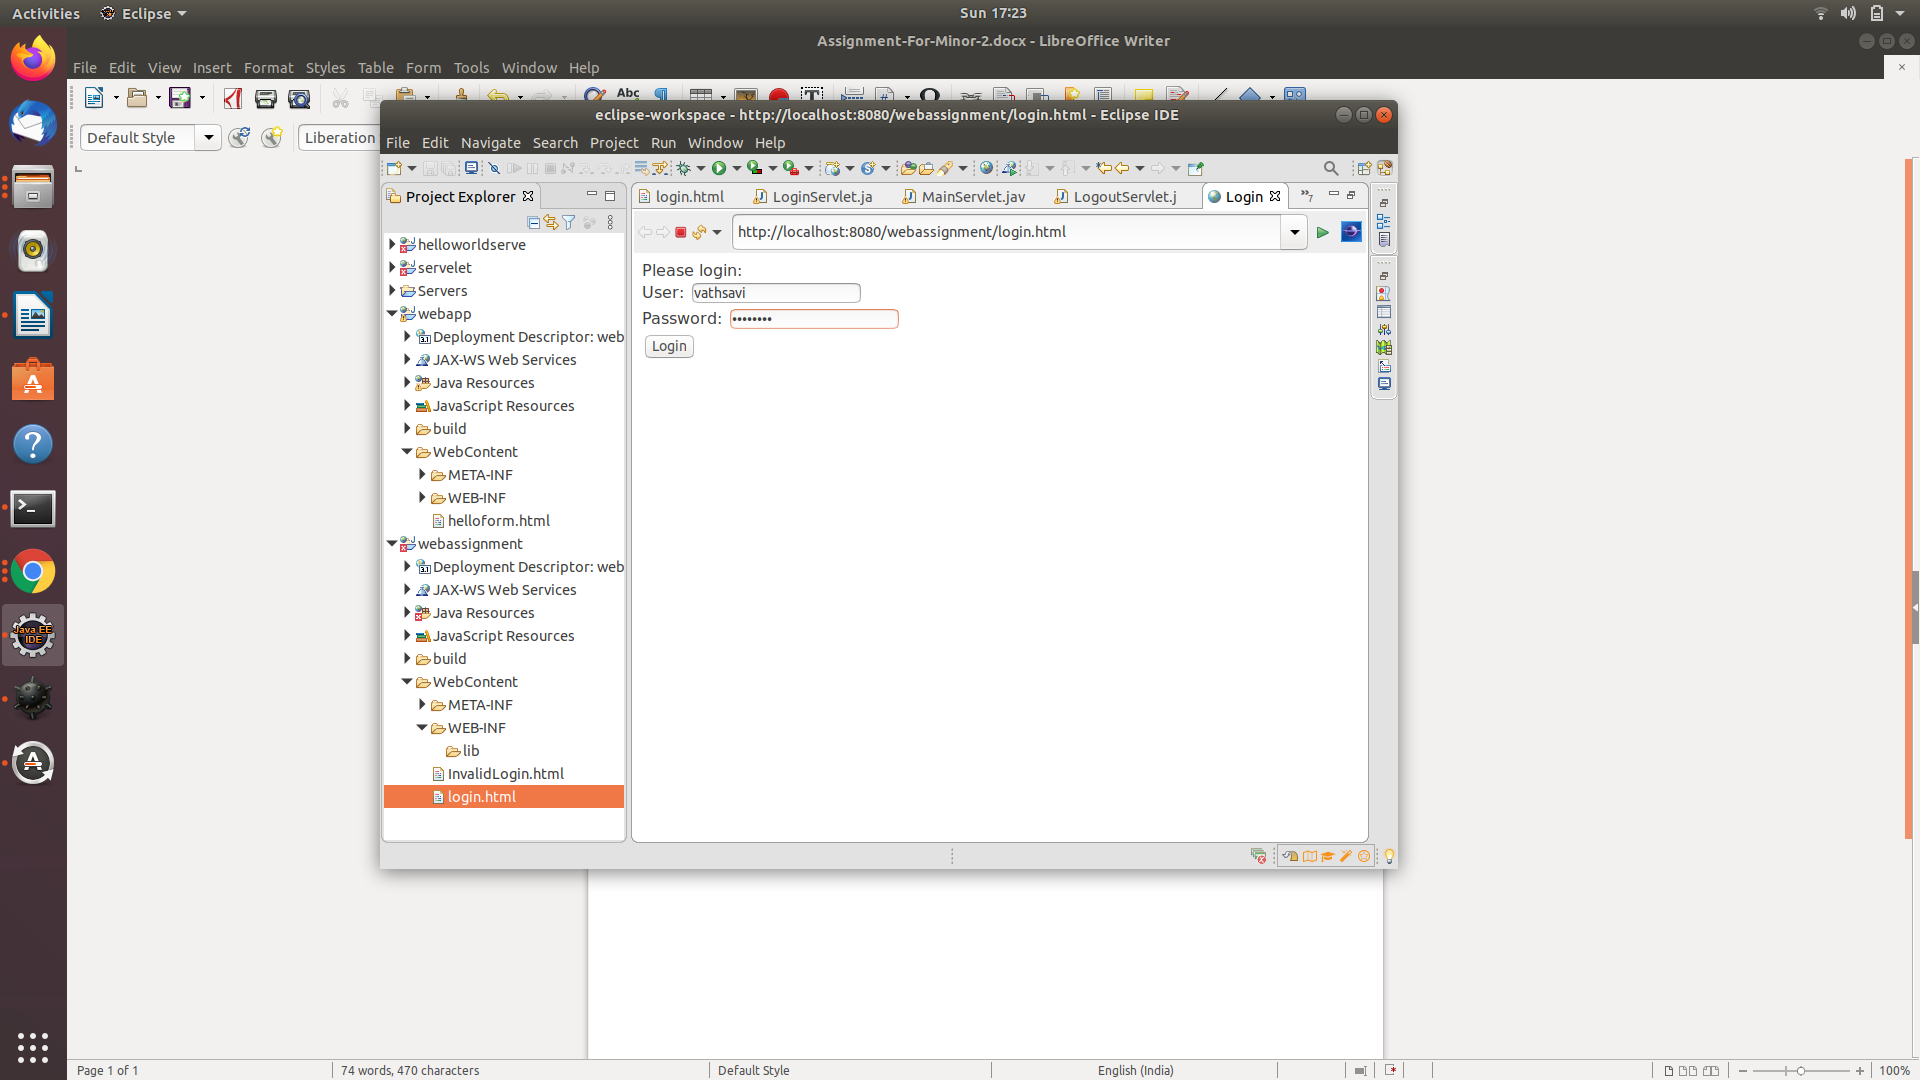 Activities Eclipse Sun 17:23
Assignment-For-Minor-2.docx - LibreOffice Writer
File Edit View Insert Format Styles Table Form Tools Window Help
Default Style Liberation
eclipse-workspace - http://localhost:8080/webassignment/login.html - Eclipse IDE
File Edit Navigate Search Project Run Window Help
Project Explorer
login.html LoginServlet.ja MainServlet.jav LogoutServlet.j Login
http://localhost:8080/webassignment/login.html
Please login:
User: vathsavi
Password: ••••••••
Login
helloworldserve
servelet
Servers
webapp
Deployment Descriptor: web
JAX-WS Web Services
Java Resources
JavaScript Resources
build
WebContent
META-INF
WEB-INF
helloform.html
webassignment
Deployment Descriptor: web
JAX-WS Web Services
Java Resources
JavaScript Resources
build
WebContent
META-INF
WEB-INF
lib
InvalidLogin.html
login.html
Java EE
IDE
Page 1 of 1 74 words, 470 characters Default Style English (India) 100%